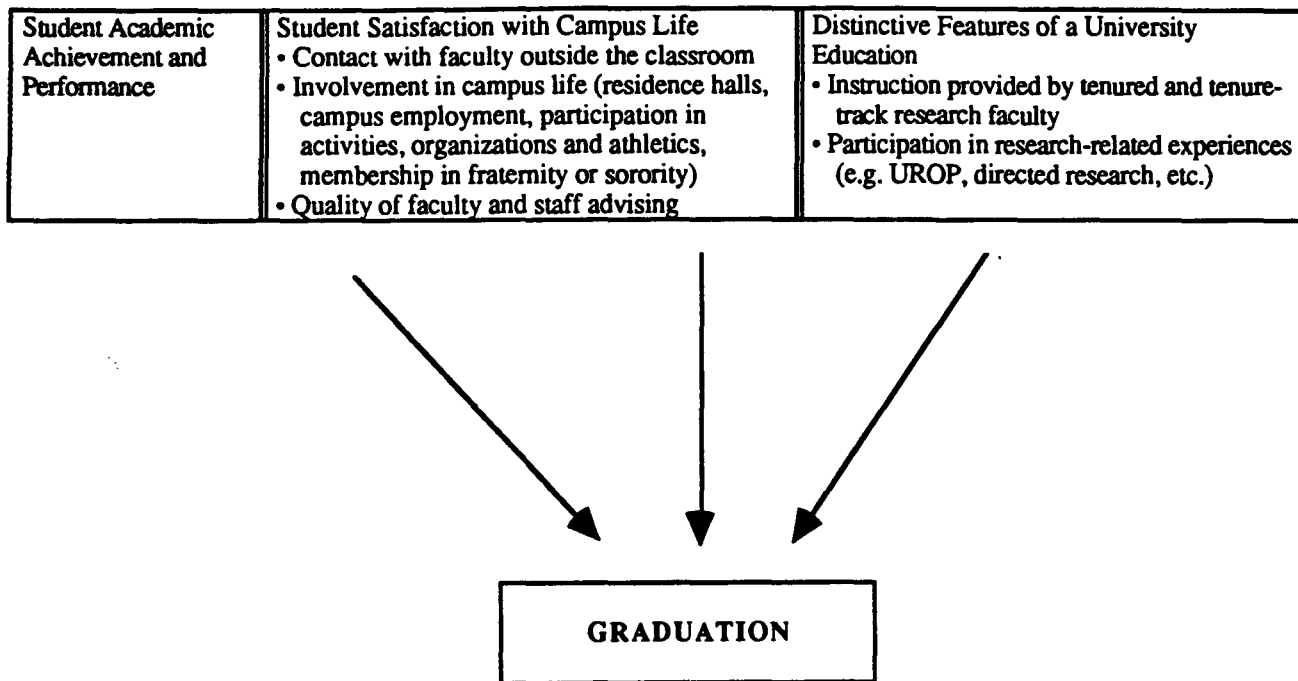 Student Academic
Achievement and
Performance
Student Satisfaction with Campus Life
• Contact with faculty outside the classroom
• Involvement in campus life (residence halls,
campus employment, participation in
activities, organizations and athletics,
membership in fraternity or sorority)
• Quality of faculty and staff advising
Distinctive Features of a University
Education
• Instruction provided by tenured and tenure-
track research faculty
• Participation in research-related experiences
(e.g. UROP, directed research, etc.)
GRADUATION